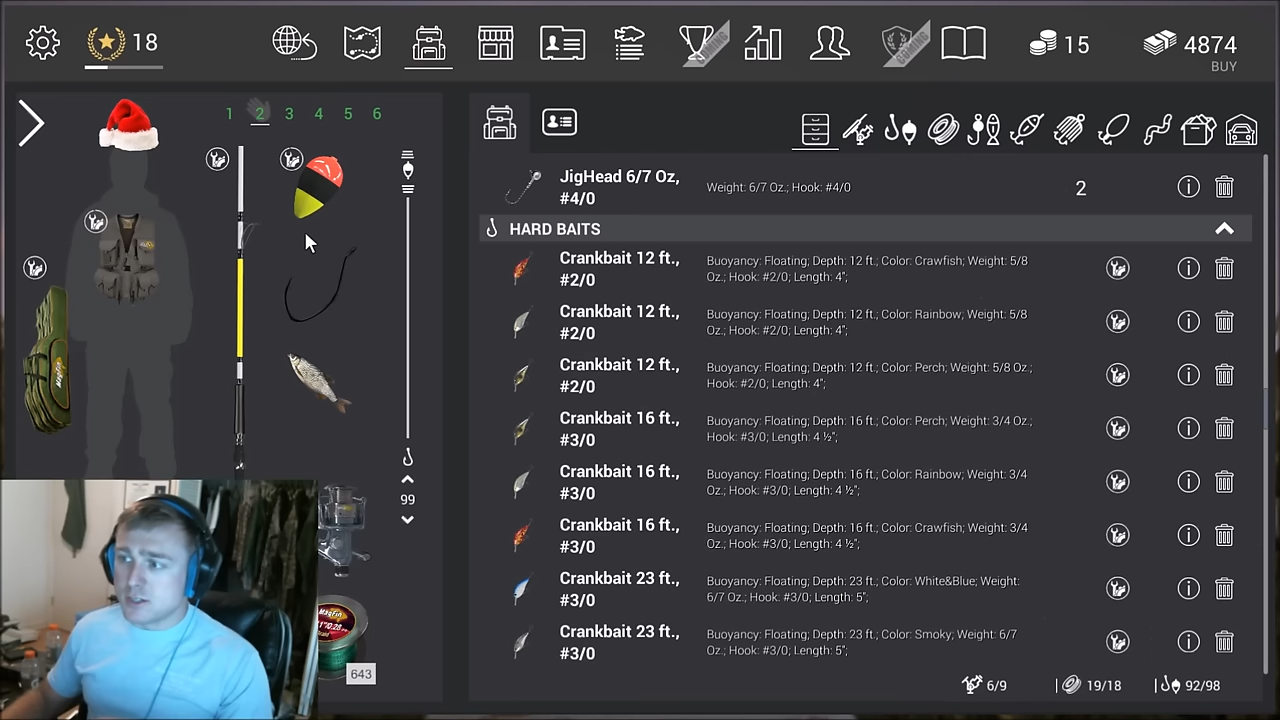 18
15
4874
BUY
1 2 3 4 5 6
JigHead 6/7 Oz.,
#4/0
Weight: 6/7 Oz.; Hook: #4/0
2
HARD BAITS
Crankbait 12 ft.,
#2/0
Buoyancy: Floating; Depth: 12 ft.; Color: Crawfish; Weight: 5/8
Oz.; Hook: #2/0; Length: 4";
Crankbait 12 ft.,
#2/0
Buoyancy: Floating; Depth: 12 ft.; Color: Rainbow; Weight: 5/8
Oz.; Hook: #2/0; Length: 4";
Crankbait 12 ft.,
#2/0
Buoyancy: Floating; Depth: 12 ft.; Color: Perch; Weight: 5/8 Oz.;
Hook: #2/0; Length: 4";
Crankbait 16 ft.,
#3/0
Buoyancy: Floating; Depth: 16 ft.; Color: Perch; Weight: 3/4 Oz.;
Hook: #3/0; Length: 4 ½";
Crankbait 16 ft.,
#3/0
Buoyancy: Floating; Depth: 16 ft.; Color: Rainbow; Weight: 3/4
Oz.; Hook: #3/0; Length: 4 ½";
Crankbait 16 ft.,
#3/0
Buoyancy: Floating; Depth: 16 ft.; Color: Crawfish; Weight: 3/4
Oz.; Hook: #3/0; Length: 4 ½";
Crankbait 23 ft.,
#3/0
Buoyancy: Floating; Depth: 23 ft.; Color: White&Blue; Weight:
6/7 Oz.; Hook: #3/0; Length: 5";
Crankbait 23 ft.,
#3/0
Buoyancy: Floating; Depth: 23 ft.; Color: Smoky; Weight: 6/7
Oz.; Hook: #3/0; Length: 5";
99
MagFin
643
6/9
19/18
92/98